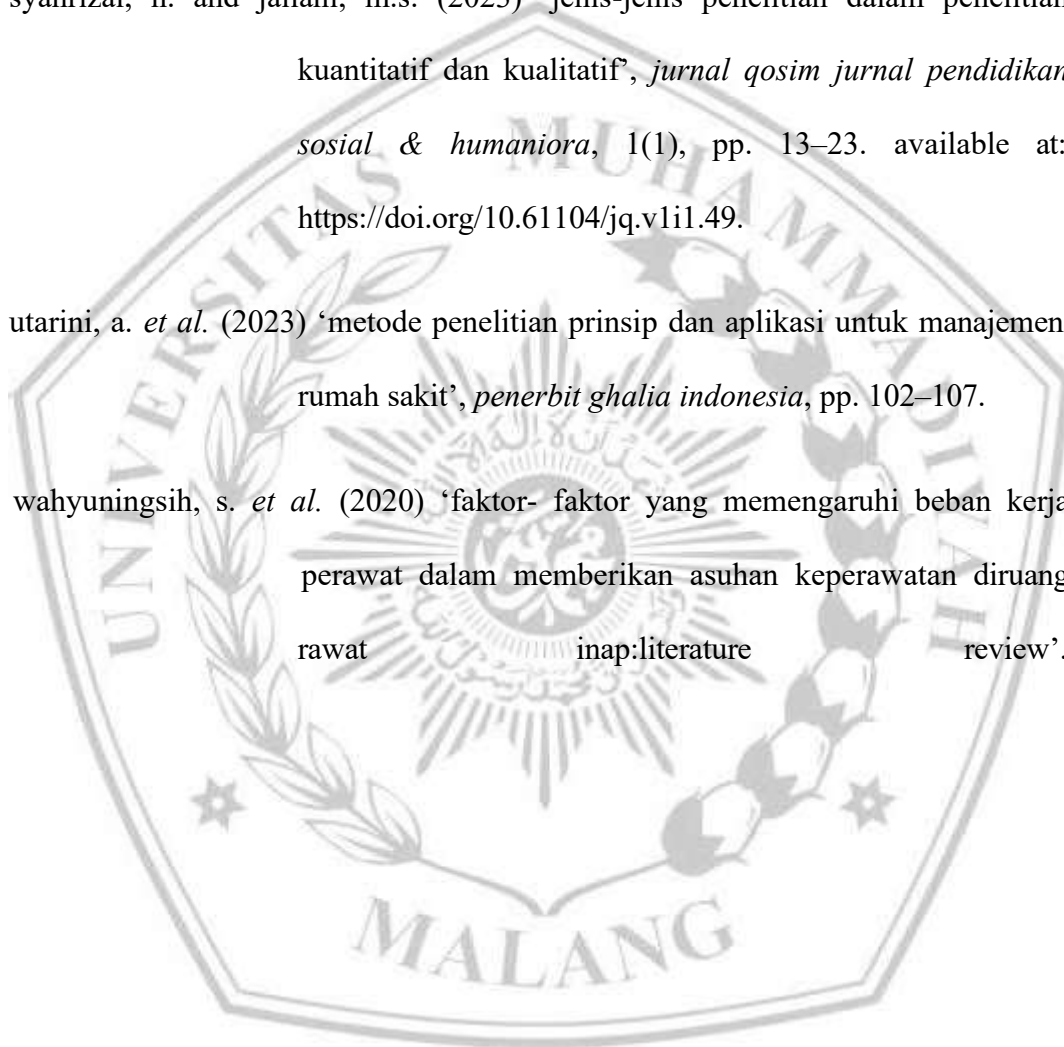 kuantitatif dan kualitatif’, jurnal qosim jurnal pendidikan
sosial & humaniora, 1(1), pp. 13–23. available at:
https://doi.org/10.61104/jq.v1i1.49.
utarini, a. et al. (2023) ‘metode penelitian prinsip dan aplikasi untuk manajemen
rumah sakit’, penerbit ghalia indonesia, pp. 102–107.
wahyuningsih, s. et al. (2020) ‘faktor- faktor yang memengaruhi beban kerja
perawat dalam memberikan asuhan keperawatan diruang
rawat inap:literature review’.
UNIVERSITAS MUHAMMADIYAH
MALANG